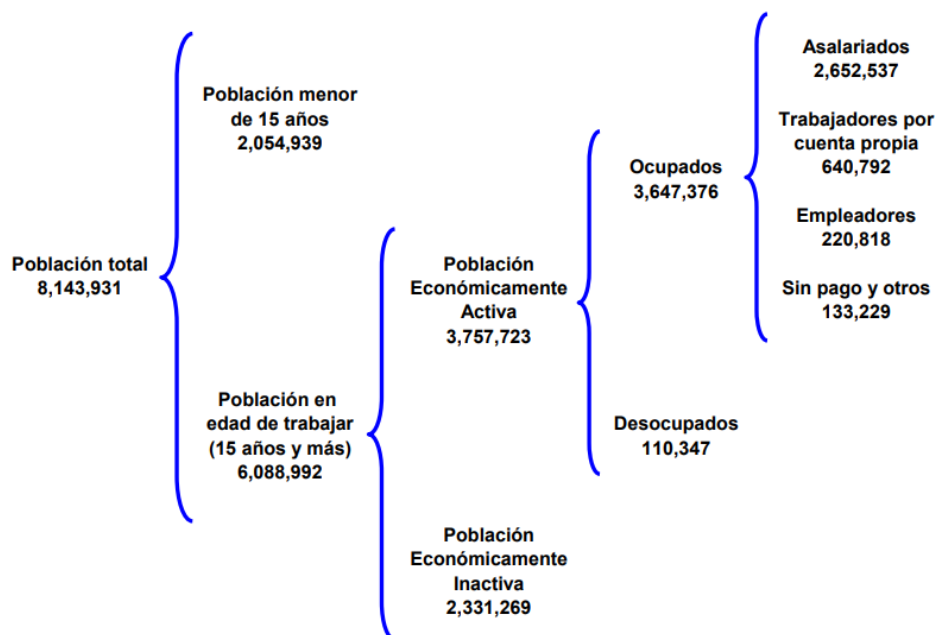 Población total
8,143,931
Población menor
de 15 años
2,054,939
Población en
edad de trabajar
(15 años y más)
6,088,992
Población
Económicamente
Activa
3,757,723
Población
Económicamente
Inactiva
2,331,269
Ocupados
3,647,376
Desocupados
110,347
Asalariados
2,652,537
Trabajadores por
cuenta propia
640,792
Empleadores
220,818
Sin pago y otros
133,229